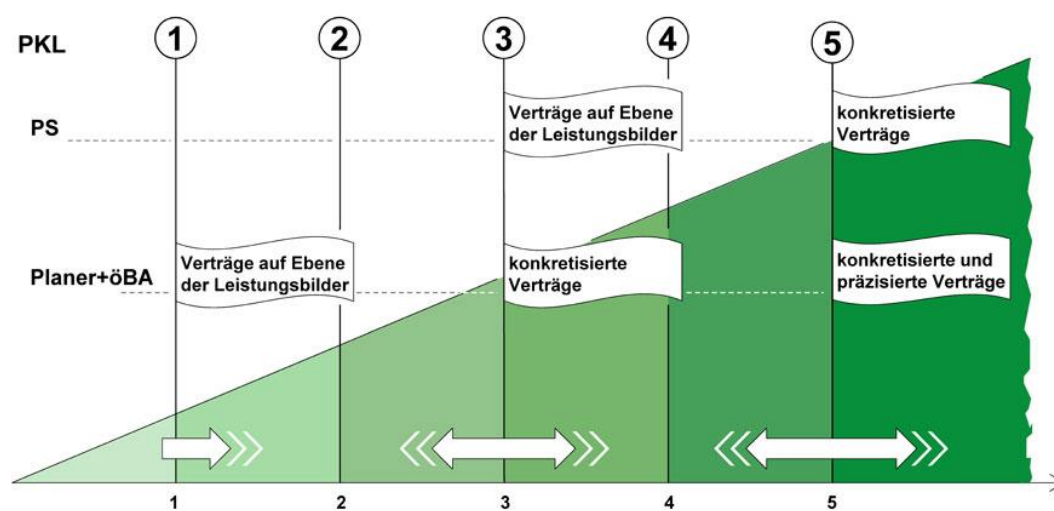 PKL 1 2 3 4 5
PS
Verträge auf Ebene
der Leistungsbilder
konkretisierte
Verträge
Planer+öBA
Verträge auf Ebene
der Leistungsbilder
konkretisierte
Verträge
konkretisierte und
präzisierte Verträge
1 2 3 4 5